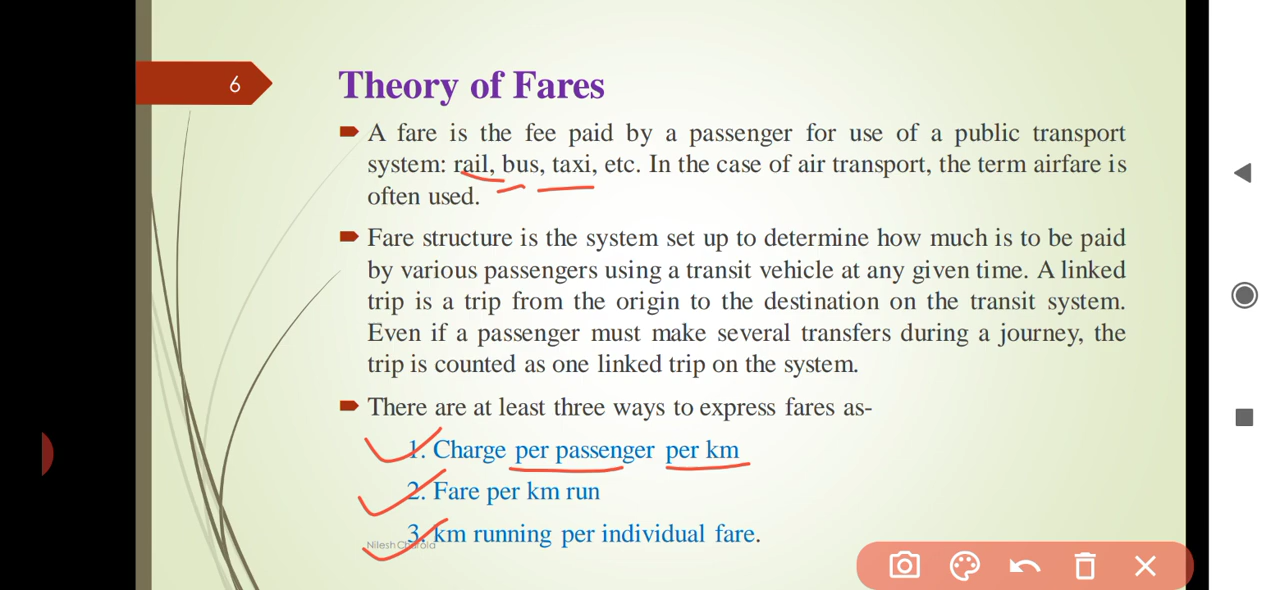 6
Theory of Fares
A fare is the fee paid by a passenger for use of a public transport
system: rail, bus, taxi, etc. In the case of air transport, the term airfare is
often used.
Fare structure is the system set up to determine how much is to be paid
by various passengers using a transit vehicle at any given time. A linked
trip is a trip from the origin to the destination on the transit system.
Even if a passenger must make several transfers during a journey, the
trip is counted as one linked trip on the system.
There are at least three ways to express fares as-
1. Charge per passenger per km
2. Fare per km run
3. km running per individual fare.
Nilesh